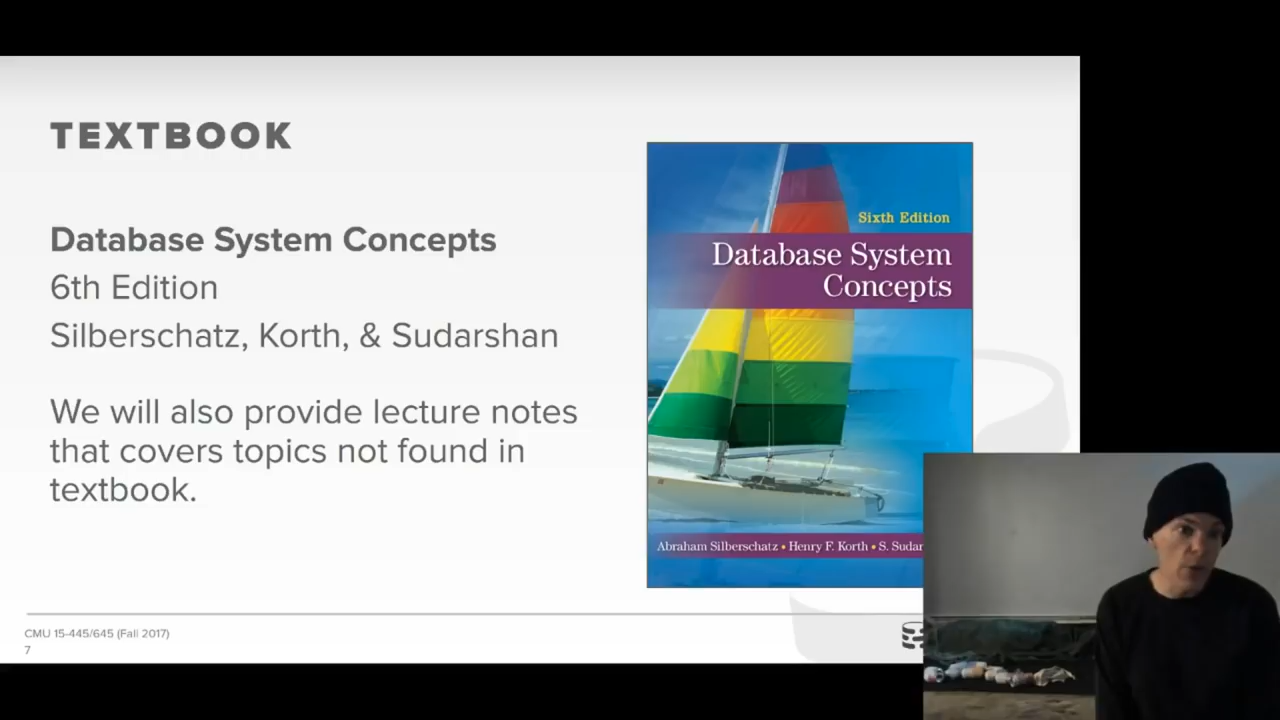 TEXTBOOK
Database System Concepts
6th Edition
Silberschatz, Korth, & Sudarshan
We will also provide lecture notes
that covers topics not found in
textbook.
Sixth Edition
Database System
Concepts
Abraham Silberschatz • Henry F. Korth • S. Sudar
CMU 15-445/645 (Fall 2017)
7